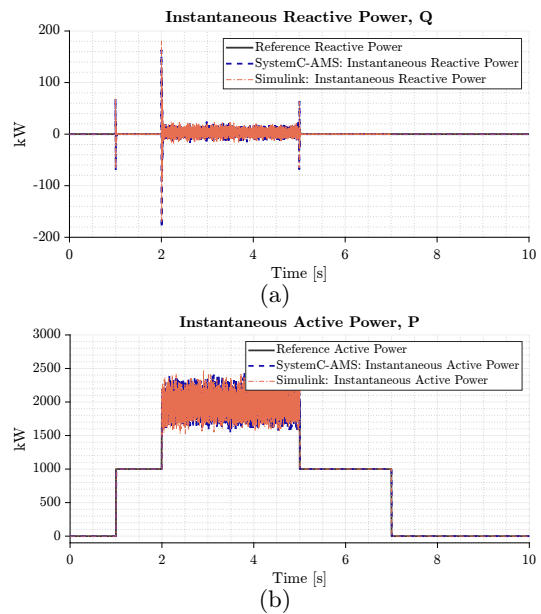 Instantaneous Reactive Power, Q
200
100
0
-100
-200
kW
Reference Reactive Power
SystemC-AMS: Instantaneous Reactive Power
Simulink: Instantaneous Reactive Power
0 2 4 6 8 10
Time [s]
(a)
Instantaneous Active Power, P
3000
2500
2000
1500
1000
500
0
kW
Reference Active Power
SystemC-AMS: Instantaneous Active Power
Simulink: Instantaneous Active Power
0 2 4 6 8 10
Time [s]
(b)